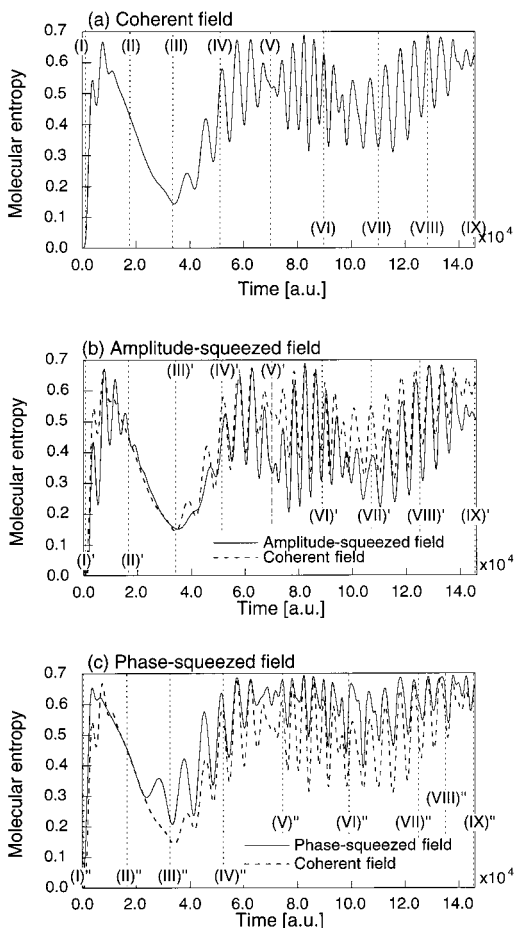 (a) Coherent field
0.7
0.6
0.5
0.4
0.3
0.2
0.1
0.0
Molecular entropy
(I) (II) (III) (IV) (V)
(VI) (VII) (VIII) (IX)
×10⁴
0.0 2.0 4.0 6.0 8.0 10.0 12.0 14.0
Time [a.u.]
(b) Amplitude-squeezed field
(III)' (IV)' (V)'
0.7
0.6
0.5
0.4
0.3
0.2
0.1
0.0
Molecular entropy
(VI)' (VII)' (VIII)' (IX)'
Amplitude-squeezed field
Coherent field
(I)' (II)'
×10⁴
0.0 2.0 4.0 6.0 8.0 10.0 12.0 14.0
Time [a.u.]
(c) Phase-squeezed field
0.7
0.6
0.5
0.4
0.3
0.2
0.1
0.0
Molecular entropy
(VIII)"
(V)" (VI)" (VII)" (IX)"
Phase-squeezed field
Coherent field
(I)" (II)" (III)" (IV)"
×10⁴
0.0 2.0 4.0 6.0 8.0 10.0 12.0 14.0
Time [a.u.]